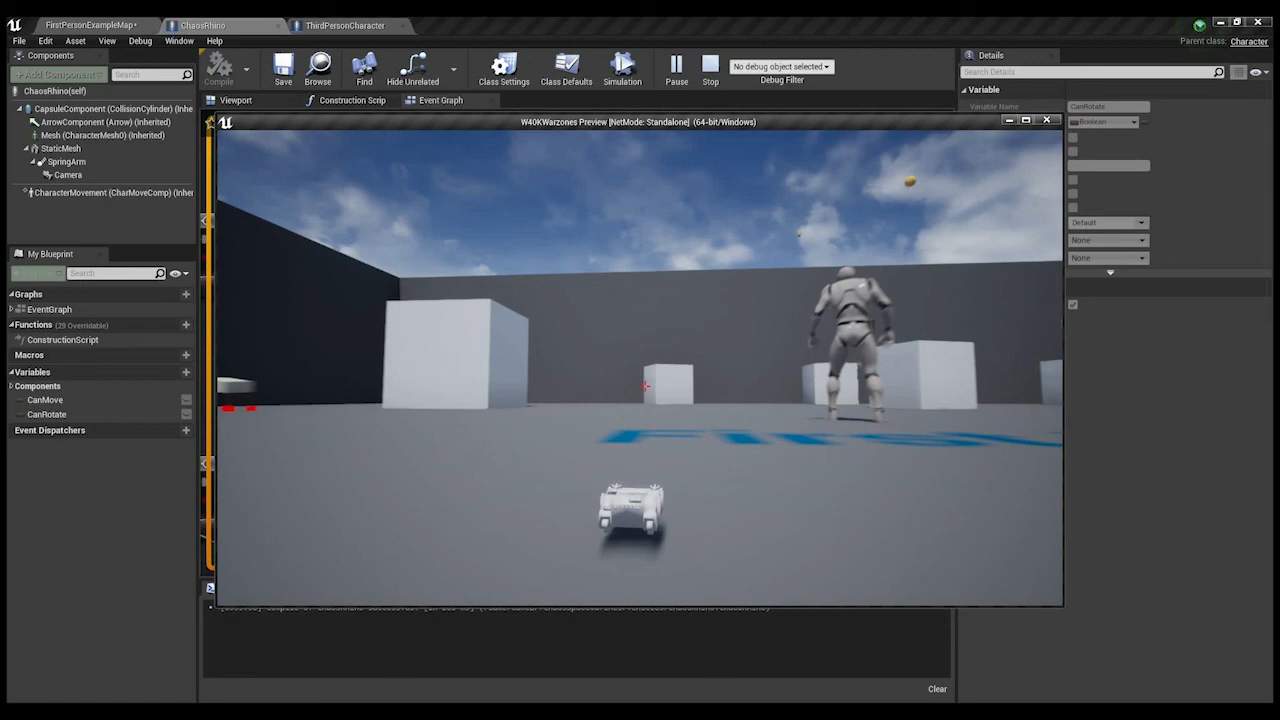 FirstPersonExampleMap*
ChaosRhino
ThirdPersonCharacter
File Edit Asset View Debug Window Help
Parent class: Character
Components
+Add Component
Search
ChaosRhino(self)
CapsuleComponent (CollisionCylinder) (Inhe
ArrowComponent (Arrow) (Inherited)
Mesh (CharacterMesh0) (Inherited)
StaticMesh
SpringArm
Camera
CharacterMovement (CharMoveComp) (Inher
My Blueprint
Search
Graphs
EventGraph
Functions (29 Overridable)
ConstructionScript
Macros
Variables
Components
CanMove
CanRotate
Event Dispatchers
Compile
Save
Browse
Find
Hide Unrelated
Class Settings
Class Defaults
Simulation
Pause
Stop
No debug object selected
Debug Filter
Viewport
Construction Scrip
Event Graph
W40KWarzones Preview [NetMode: Standalone] (64-bit/Windows)
Clear
Details
Search Details
Variable
Variable Name
CanRotate
Boolean
Default
None
None